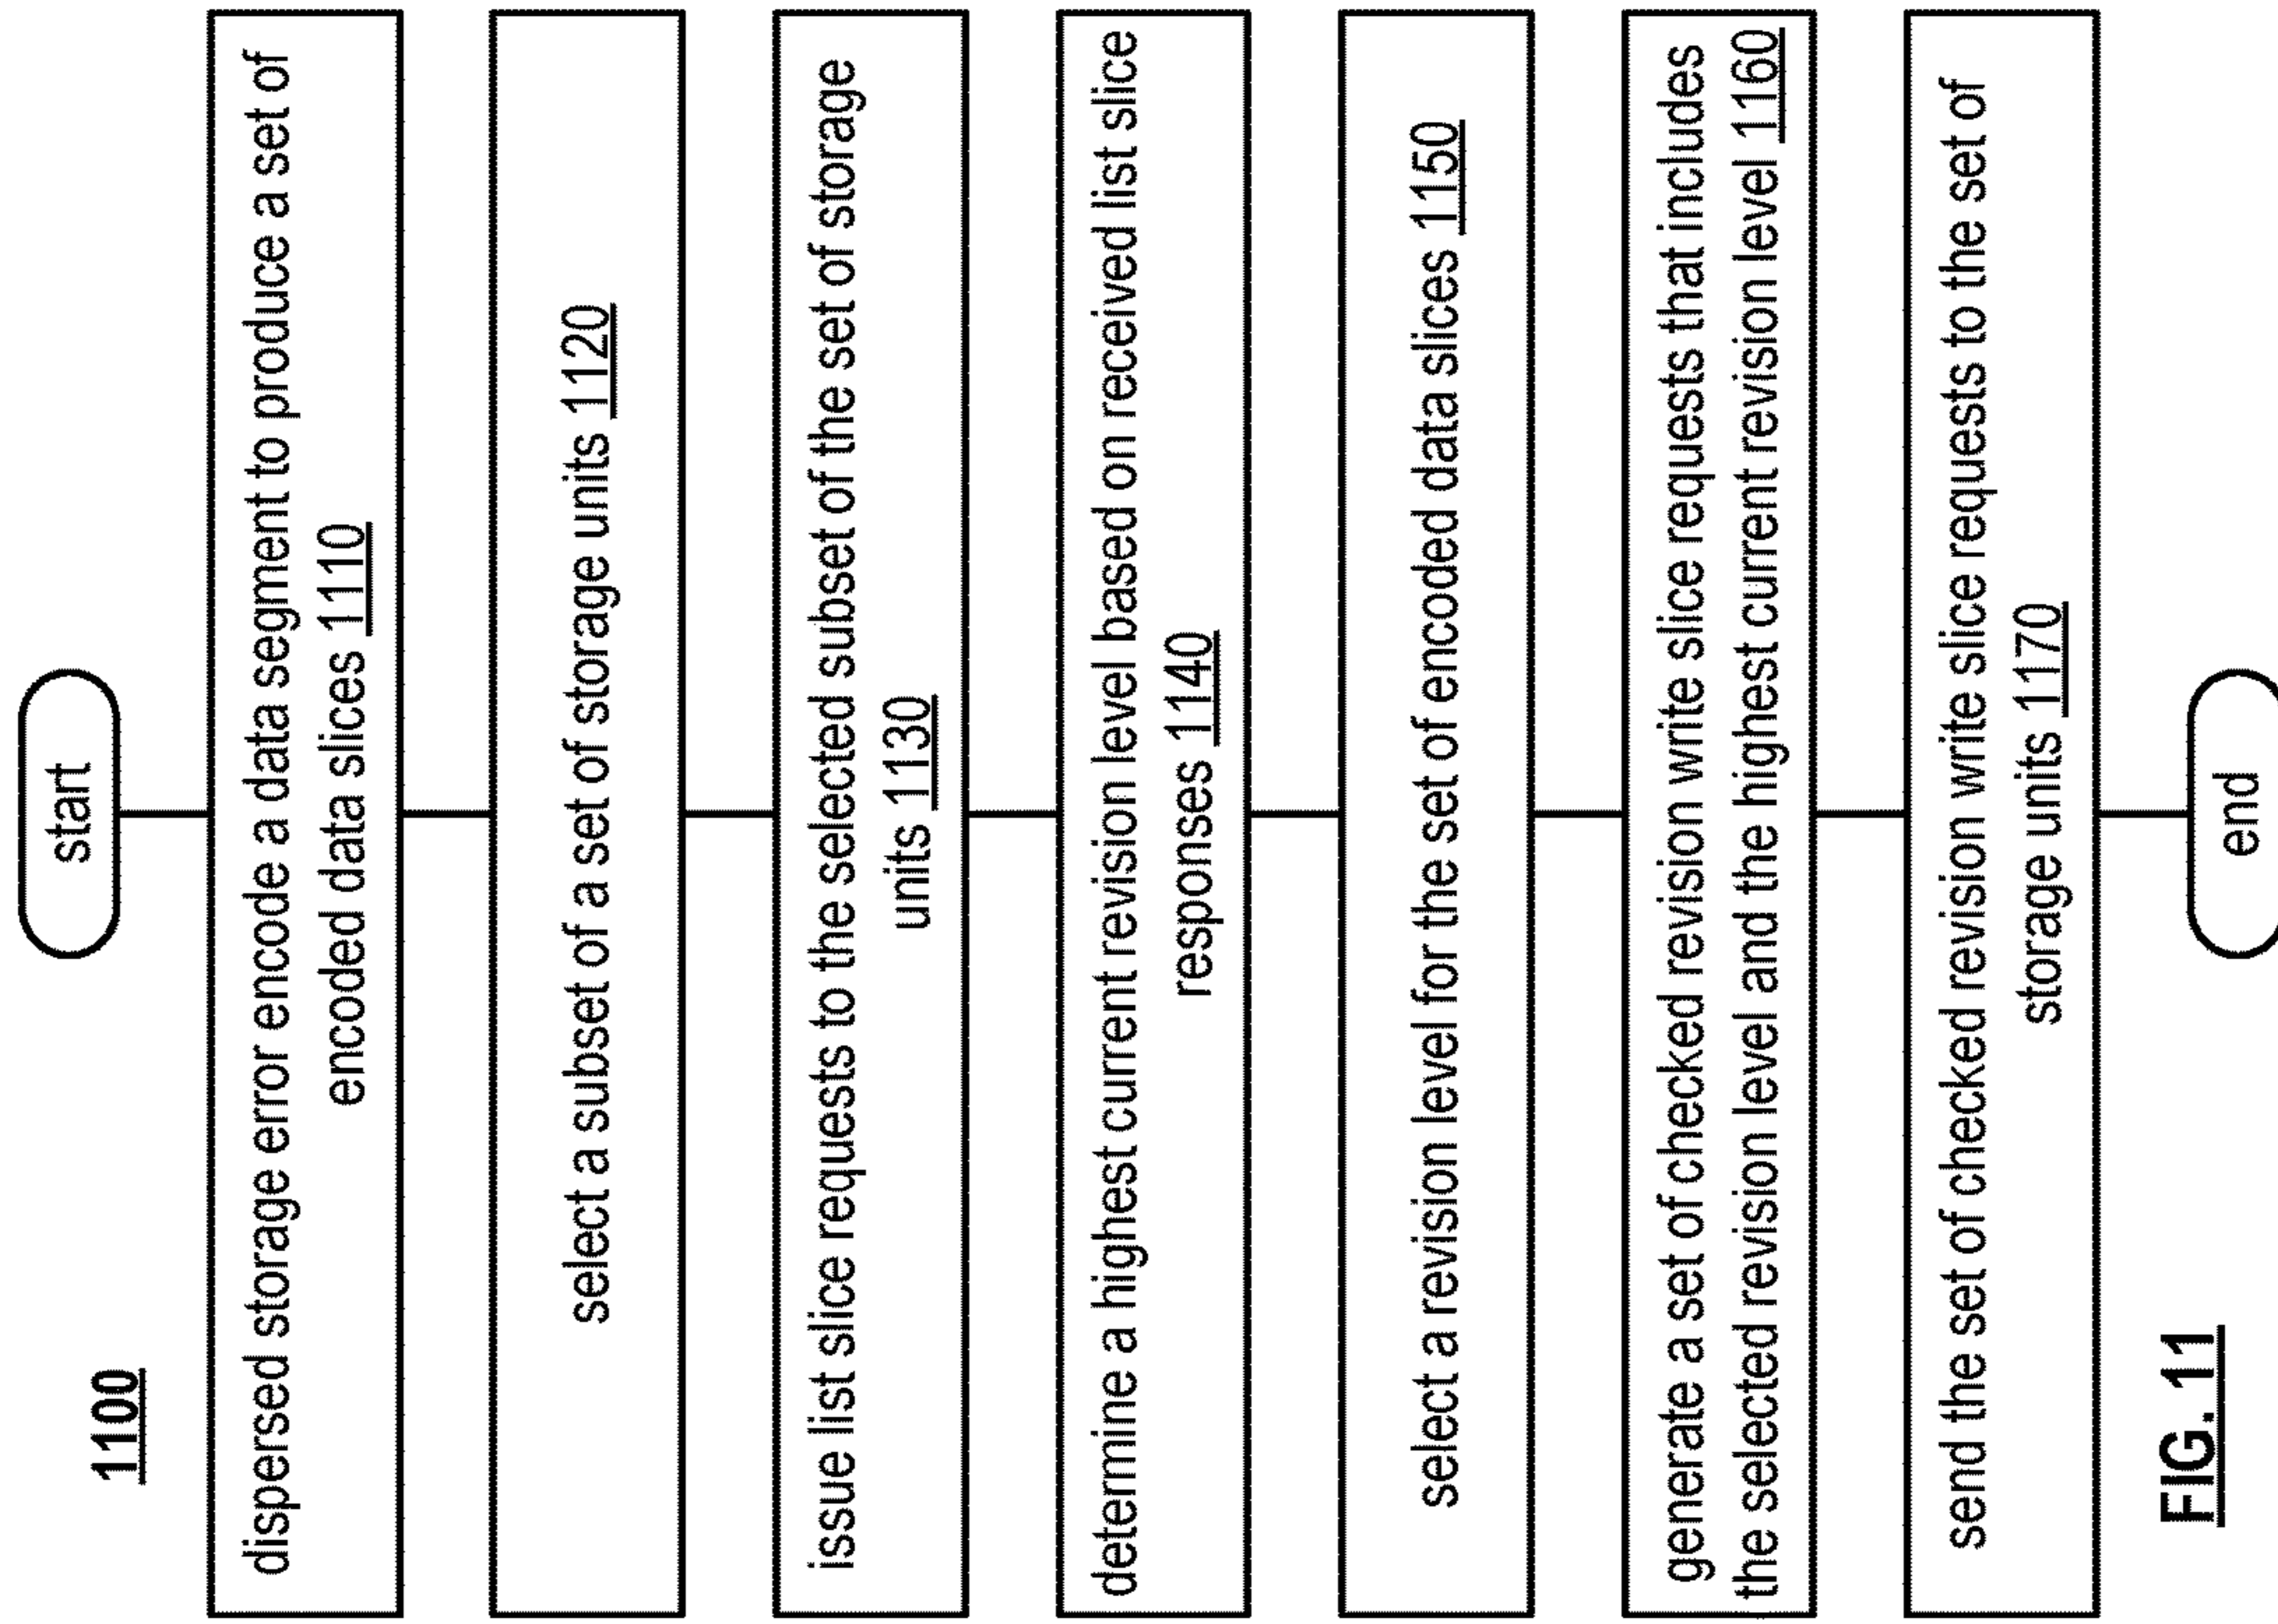 1100
start
dispersed storage error encode a data segment to produce a set of
encoded data slices 1110
select a subset of a set of storage units 1120
issue list slice requests to the selected subset of the set of storage
units 1130
determine a highest current revision level based on received list slice
responses 1140
select a revision level for the set of encoded data slices 1150
generate a set of checked revision write slice requests that includes
the selected revision level and the highest current revision level 1160
send the set of checked revision write slice requests to the set of
storage units 1170
end
FIG. 11